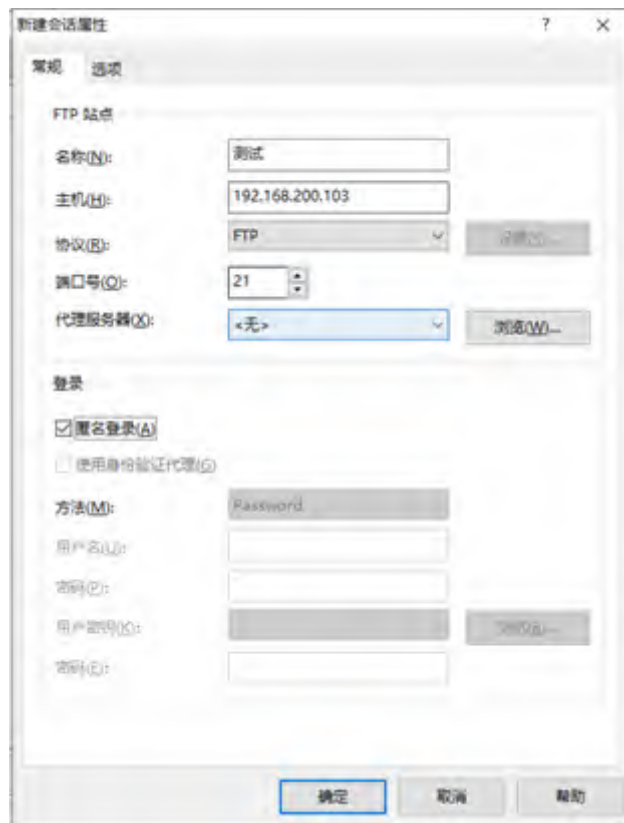 新建会话属性 ? ×
常规 选项
FTP 站点
名称(N): 测试
主机(H): 192.168.200.103
协议(R): FTP
端口号(O): 21
代理服务器(X): <无> 浏览(W)...
登录
匿名登录(A)
使用身份验证代理(G)
方法(M): Password
用户名(U):
密码(P):
用户密钥(K):
密码(E):
确定 取消 帮助